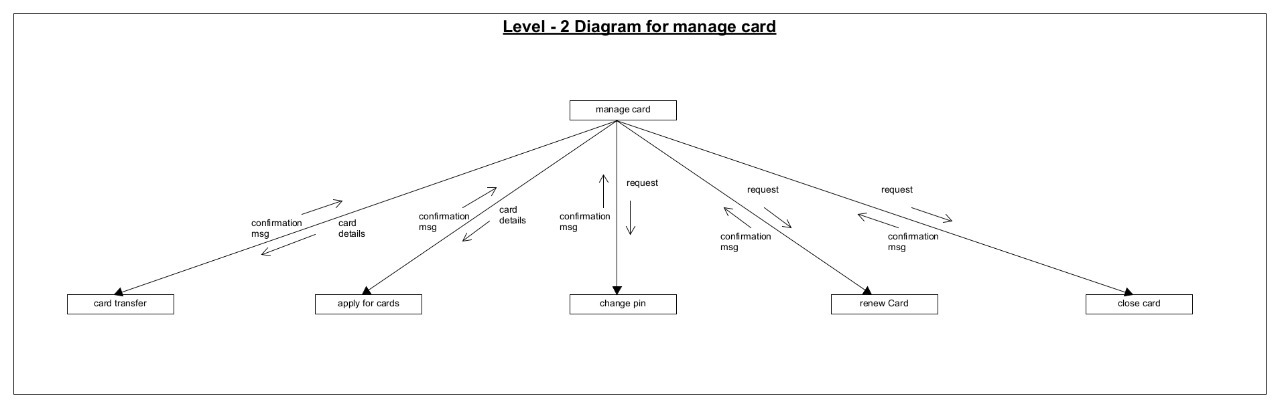 Level - 2 Diagram for manage card
manage card
request
request
request
confirmation
msg
card
details
confirmation
msg
card
details
confirmation
msg
confirmation
msg
confirmation
msg
card transfer
apply for cards
change pin
renew Card
close card